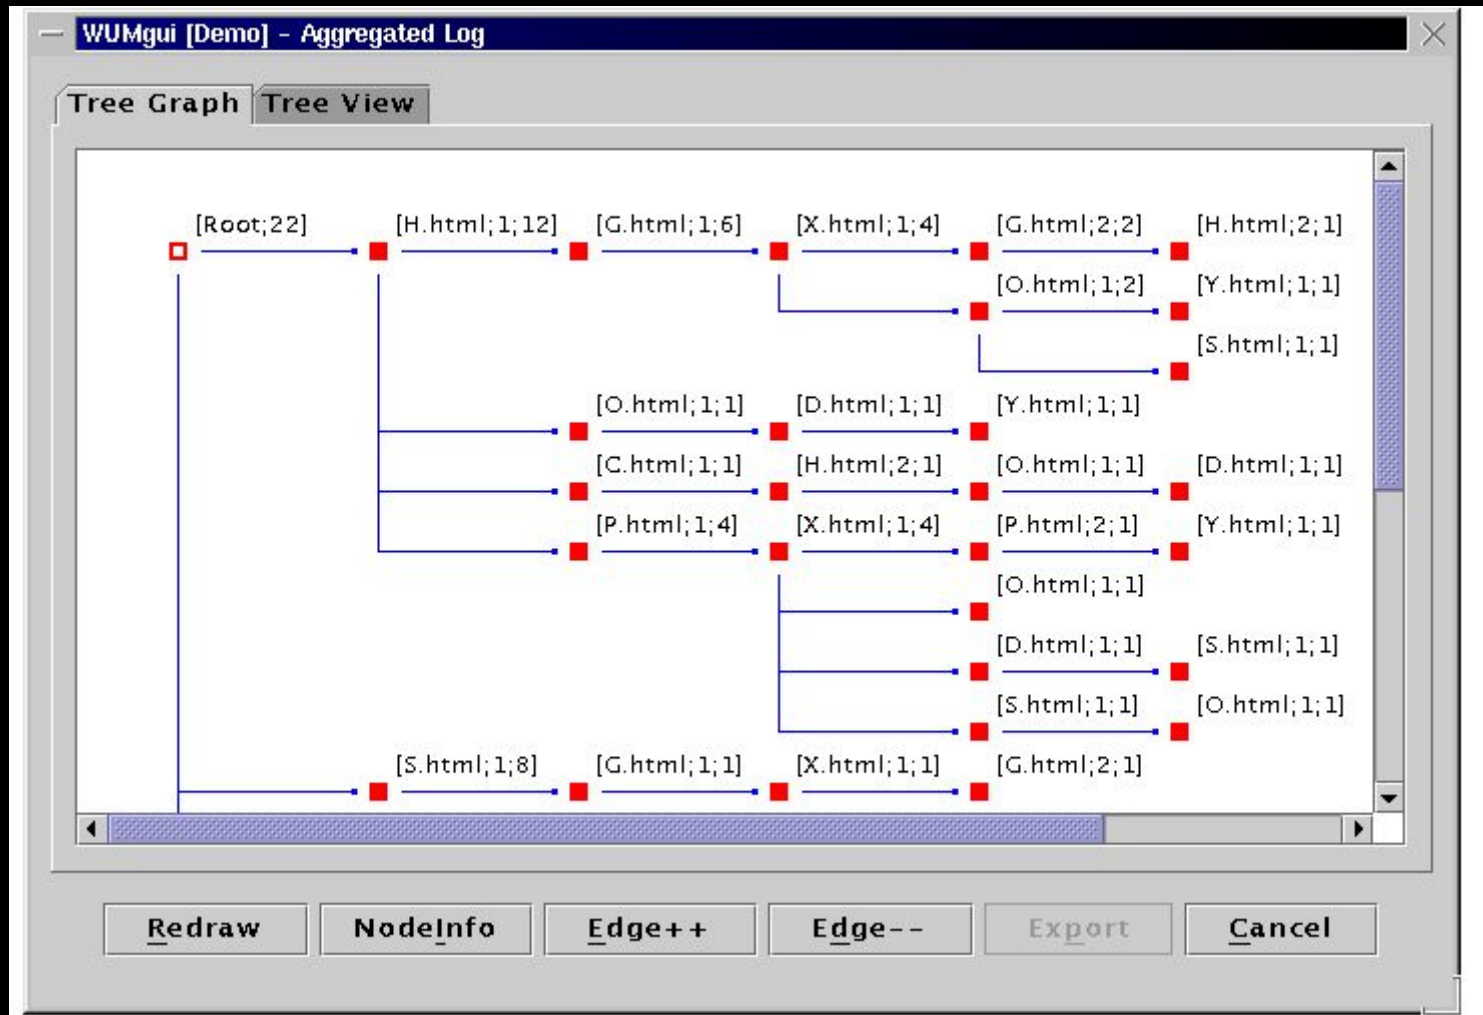 WUMgui [Demo] - Aggregated Log
Tree Graph Tree View
[Root;22] [H.html;1;12] [G.html;1;6] [X.html;1;4] [G.html;2;2] [H.html;2;1]
[O.html;1;2] [Y.html;1;1]
[S.html;1;1]
[O.html;1;1] [D.html;1;1] [Y.html;1;1]
[C.html;1;1] [H.html;2;1] [O.html;1;1] [D.html;1;1]
[P.html;1;4] [X.html;1;4] [P.html;2;1] [Y.html;1;1]
[O.html;1;1]
[D.html;1;1] [S.html;1;1]
[S.html;1;1] [O.html;1;1]
[S.html;1;8] [G.html;1;1] [X.html;1;1] [G.html;2;1]
Redraw NodeInfo Edge++ Edge-- Export Cancel